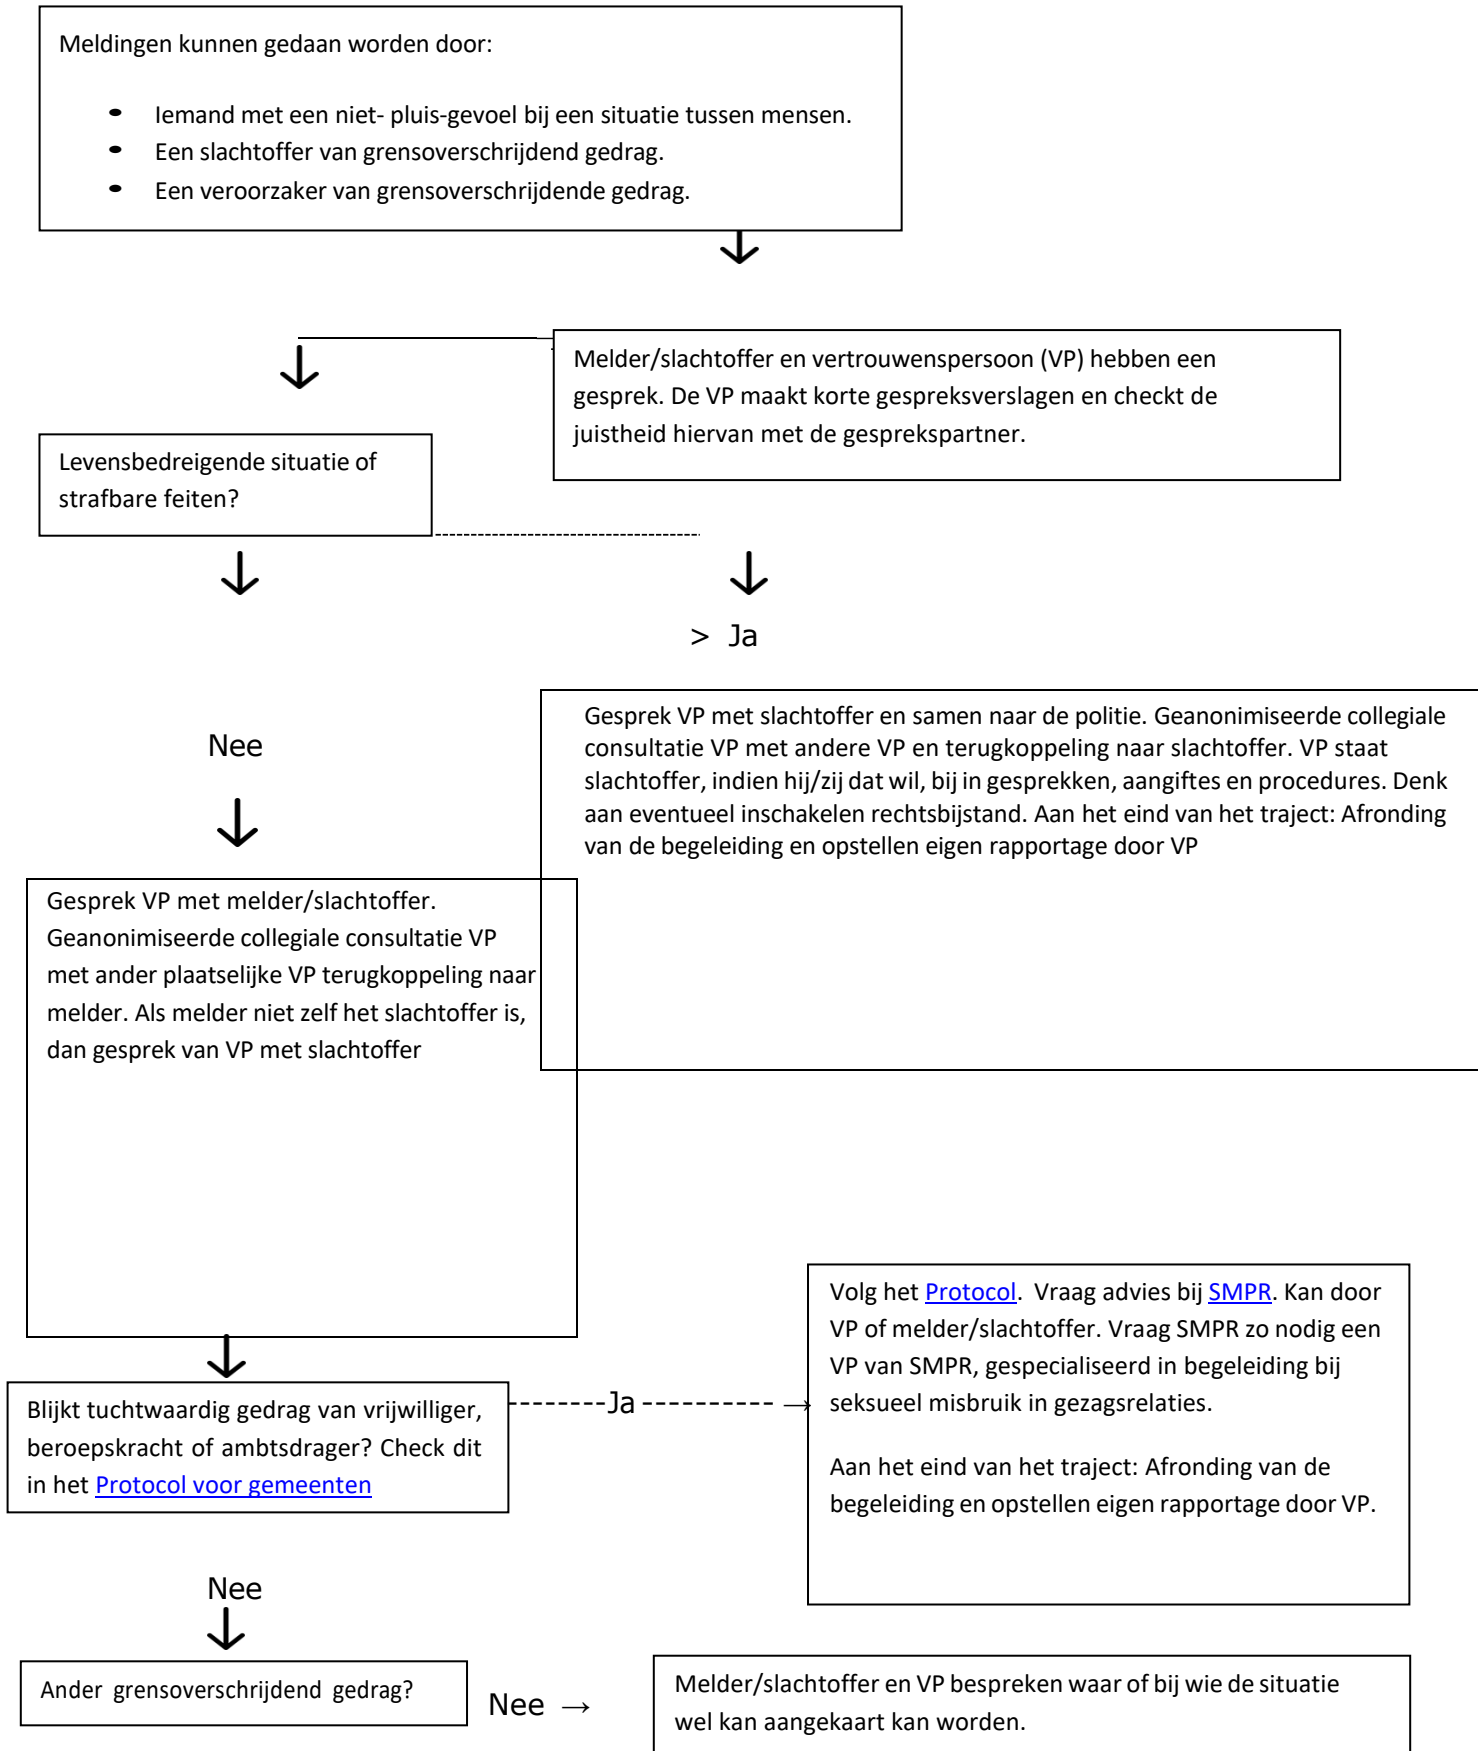 Meldingen kunnen gedaan worden door:
• Iemand met een niet- pluis-gevoel bij een situatie tussen mensen.
• Een slachtoffer van grensoverschrijdend gedrag.
• Een veroorzaker van grensoverschrijdende gedrag.
Melder/slachtoffer en vertrouwenspersoon (VP) hebben een
gesprek. De VP maakt korte gespreksverslagen en checkt de
juistheid hiervan met de gesprekspartner.
Levensbedreigende situatie of
strafbare feiten?
> Ja
Gesprek VP met slachtoffer en samen naar de politie. Geanonimiseerde collegiale
consultatie VP met andere VP en terugkoppeling naar slachtoffer. VP staat
slachtoffer, indien hij/zij dat wil, bij in gesprekken, aangiftes en procedures. Denk
aan eventueel inschakelen rechtsbijstand. Aan het eind van het traject: Afronding
van de begeleiding en opstellen eigen rapportage door VP
Nee
Gesprek VP met melder/slachtoffer.
Geanonimiseerde collegiale consultatie VP
met ander plaatselijke VP terugkoppeling naar
melder. Als melder niet zelf het slachtoffer is,
dan gesprek van VP met slachtoffer
Blijkt tuchtwaardig gedrag van vrijwilliger,
beroepskracht of ambtsdrager? Check dit
in het Protocol voor gemeenten
-------Ja ---------- →
Volg het Protocol. Vraag advies bij SMPR. Kan door
VP of melder/slachtoffer. Vraag SMPR zo nodig een
VP van SMPR, gespecialiseerd in begeleiding bij
seksueel misbruik in gezagsrelaties.
Aan het eind van het traject: Afronding van de
begeleiding en opstellen eigen rapportage door VP.
Nee
Ander grensoverschrijdend gedrag?
Nee →
Melder/slachtoffer en VP bespreken waar of bij wie de situatie
wel kan aangekaart kan worden.